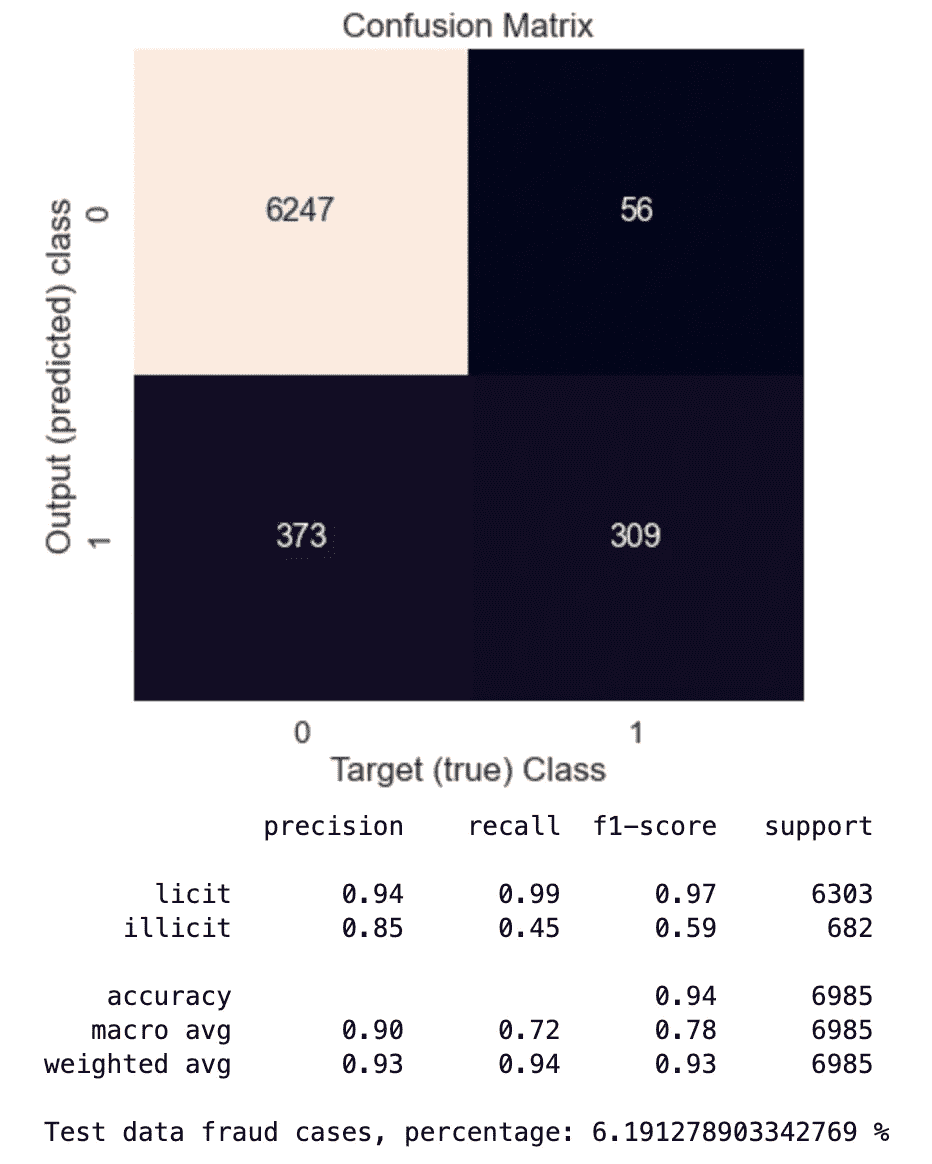 Confusion Matrix
Output (predicted) class
0
6247
56
1
373
309
0
1
Target (true) Class
precision recall f1-score support
licit 0.94 0.99 0.97 6303
illicit 0.85 0.45 0.59 682
accuracy 0.94 6985
macro avg 0.90 0.72 0.78 6985
weighted avg 0.93 0.94 0.93 6985
Test data fraud cases, percentage: 6.191278903342769 %